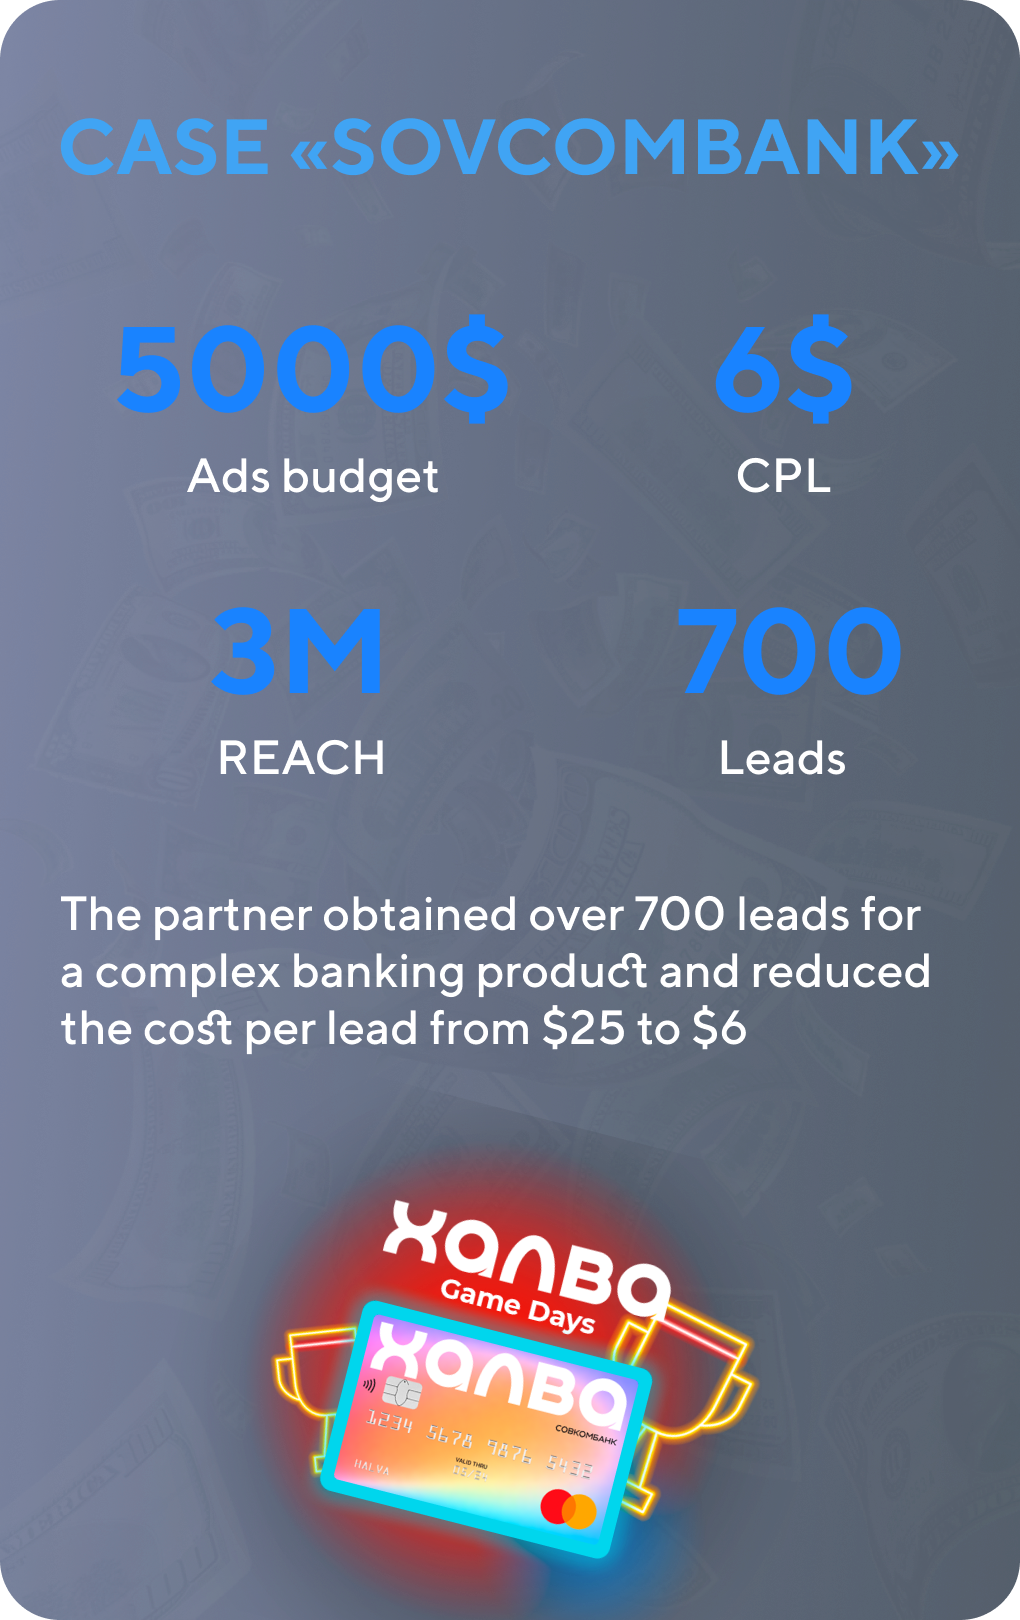 CASE «SOVCOMBANK»
5000$
6$
Ads budget
CPL
3M
700
REACH
Leads
The partner obtained over 700 leads for
a complex banking product and reduced
the cost per lead from $25 to $6
ХАЛВА
Game Days
ХАЛВА
СОВКОМБАНК
1234 5678 9876 5432
VALID THRU